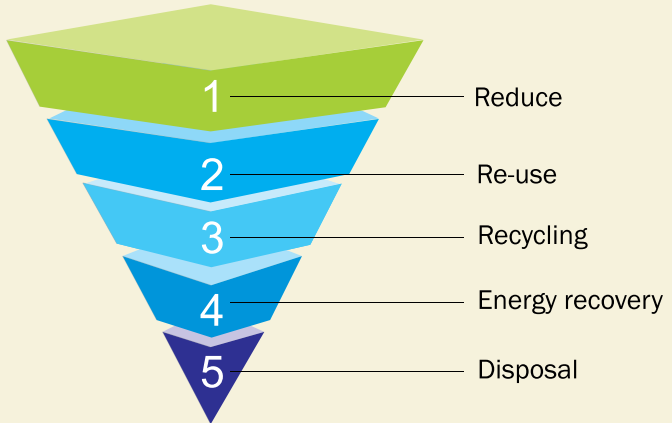 1 Reduce
2 Re-use
3 Recycling
4 Energy recovery
5 Disposal